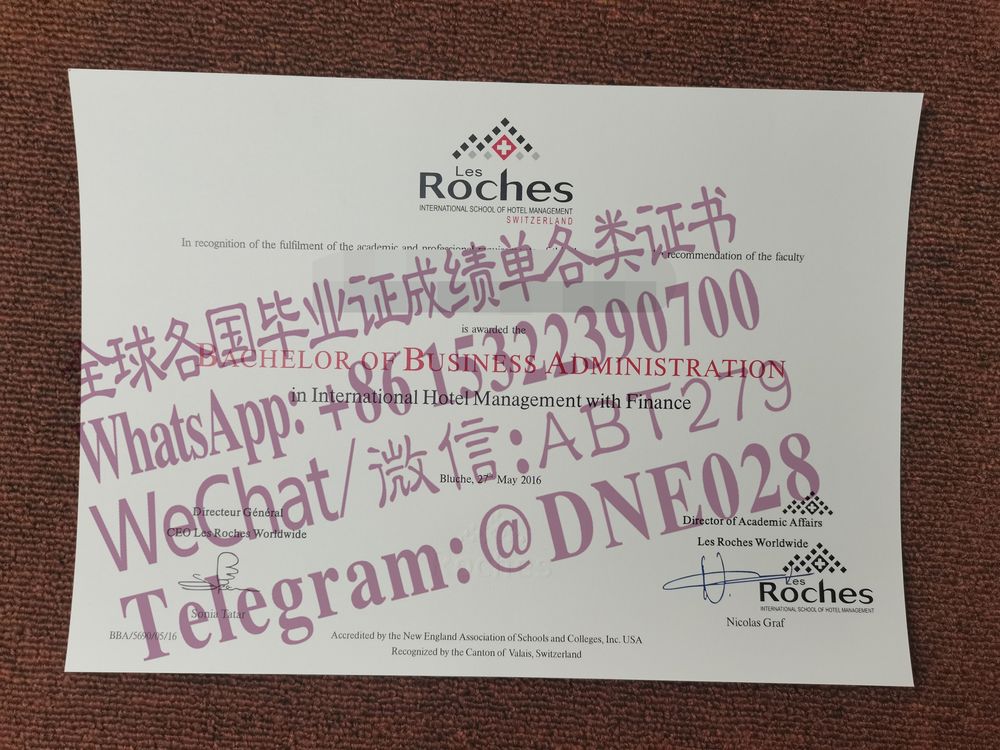 Les
Roches
INTERNATIONAL SCHOOL OF HOTEL MANAGEMENT
SWITZERLAND
In recognition of the fulfilment of the academic and professional recommendation of the faculty
全球各国毕业证成绩单各类证书
is awarded the
BACHELOR OF BUSINESS ADMINISTRATION
in International Hotel Management with Finance
WhatsApp: +86 15322390700
WeChat/微信:ABT279
Bluche, 27th May 2016
Telegram:@DNE028
Directeur Général
CEO Les Roches Worldwide
Sonia Tatar
Director of Academic Affairs
Les Roches Worldwide
Les
Roches
INTERNATIONAL SCHOOL OF HOTEL MANAGEMENT
Nicolas Graf
BBA/5690/05/16
Accredited by the New England Association of Schools and Colleges, Inc. USA
Recognized by the Canton of Valais, Switzerland